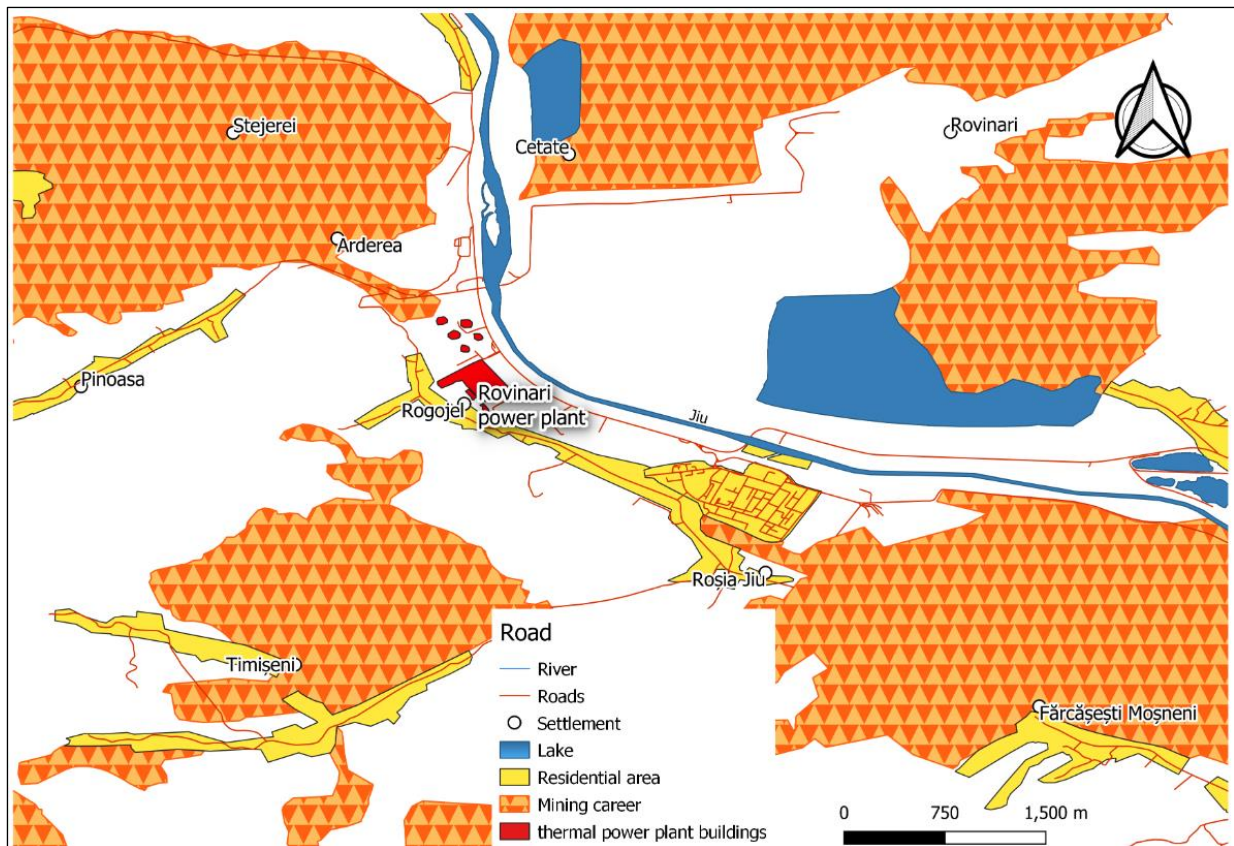 Stejerei
Cetate
Rovinari
Arderea
Pinoasa
Rogojel
Rovinari
power plant
Jiu
Roșia Jiu
Timișeni
Fărcășești Moșneni
Road
River
Roads
Settlement
Lake
Residential area
Mining career
thermal power plant buildings
0 750 1,500 m